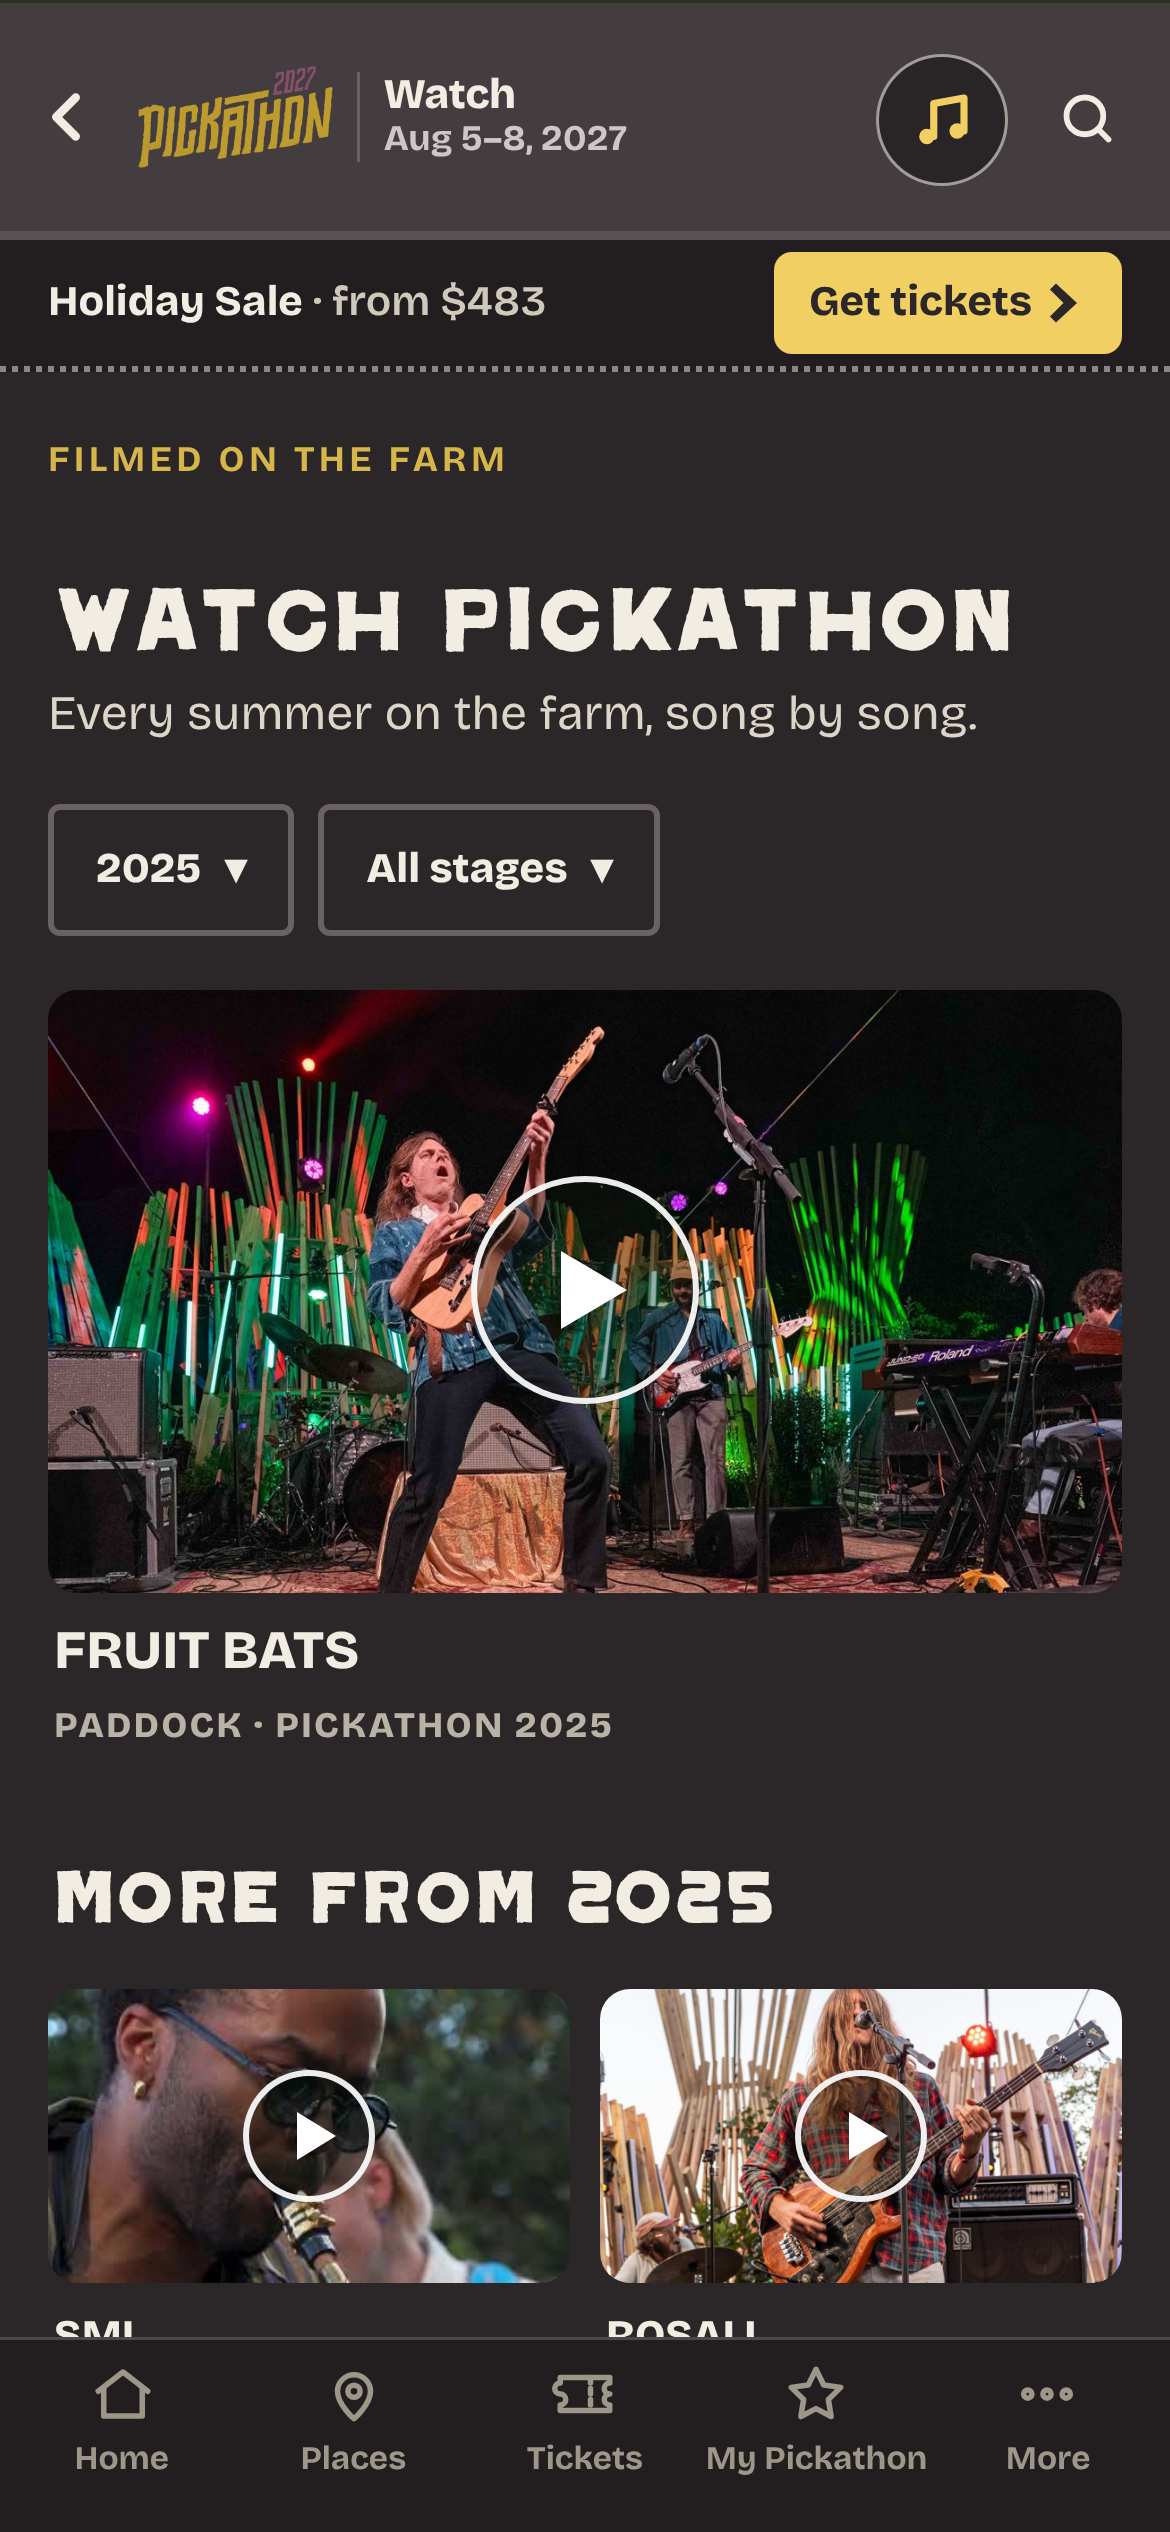 2027
PICKATHON
Watch
Aug 5–8, 2027
Holiday Sale · from $483
Get tickets
FILMED ON THE FARM
WATCH PICKATHON
Every summer on the farm, song by song.
2025 ▼
All stages ▼
Roland
FRUIT BATS
PADDOCK · PICKATHON 2025
MORE FROM 2025
Home
Places
Tickets
My Pickathon
More